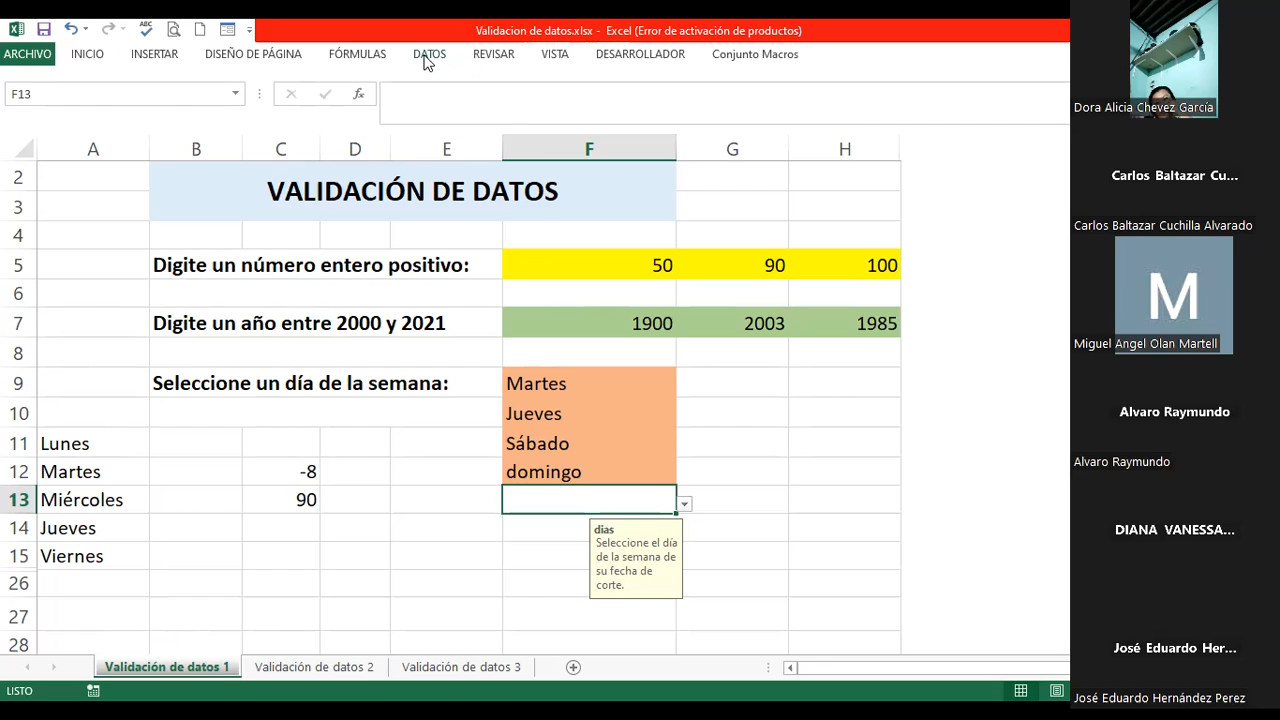 Validacion de datos.xlsx - Excel (Error de activación de productos)
ARCHIVO INICIO INSERTAR DISEÑO DE PÁGINA FÓRMULAS DATOS REVISAR VISTA DESARROLLADOR Conjunto Macros
F13 fx
A B C D E F G H
2
VALIDACIÓN DE DATOS
3
4
5 Digite un número entero positivo: 50 90 100
6
7 Digite un año entre 2000 y 2021 1900 2003 1985
8
9 Seleccione un día de la semana: Martes
10 Jueves
11 Lunes Sábado
12 Martes -8 domingo
13 Miércoles 90
14 Jueves
15 Viernes
26
27
28
dias
Seleccione el día
de la semana de
su fecha de
corte.
Validación de datos 1 Validación de datos 2 Validación de datos 3
LISTO
Dora Alicia Chevez García
Carlos Baltazar Cu...
Carlos Baltazar Cuchilla Alvarado
M
Miguel Angel Olan Martell
Alvaro Raymundo
Alvaro Raymundo
DIANA VANESSA...
José Eduardo Her...
José Eduardo Hernández Perez